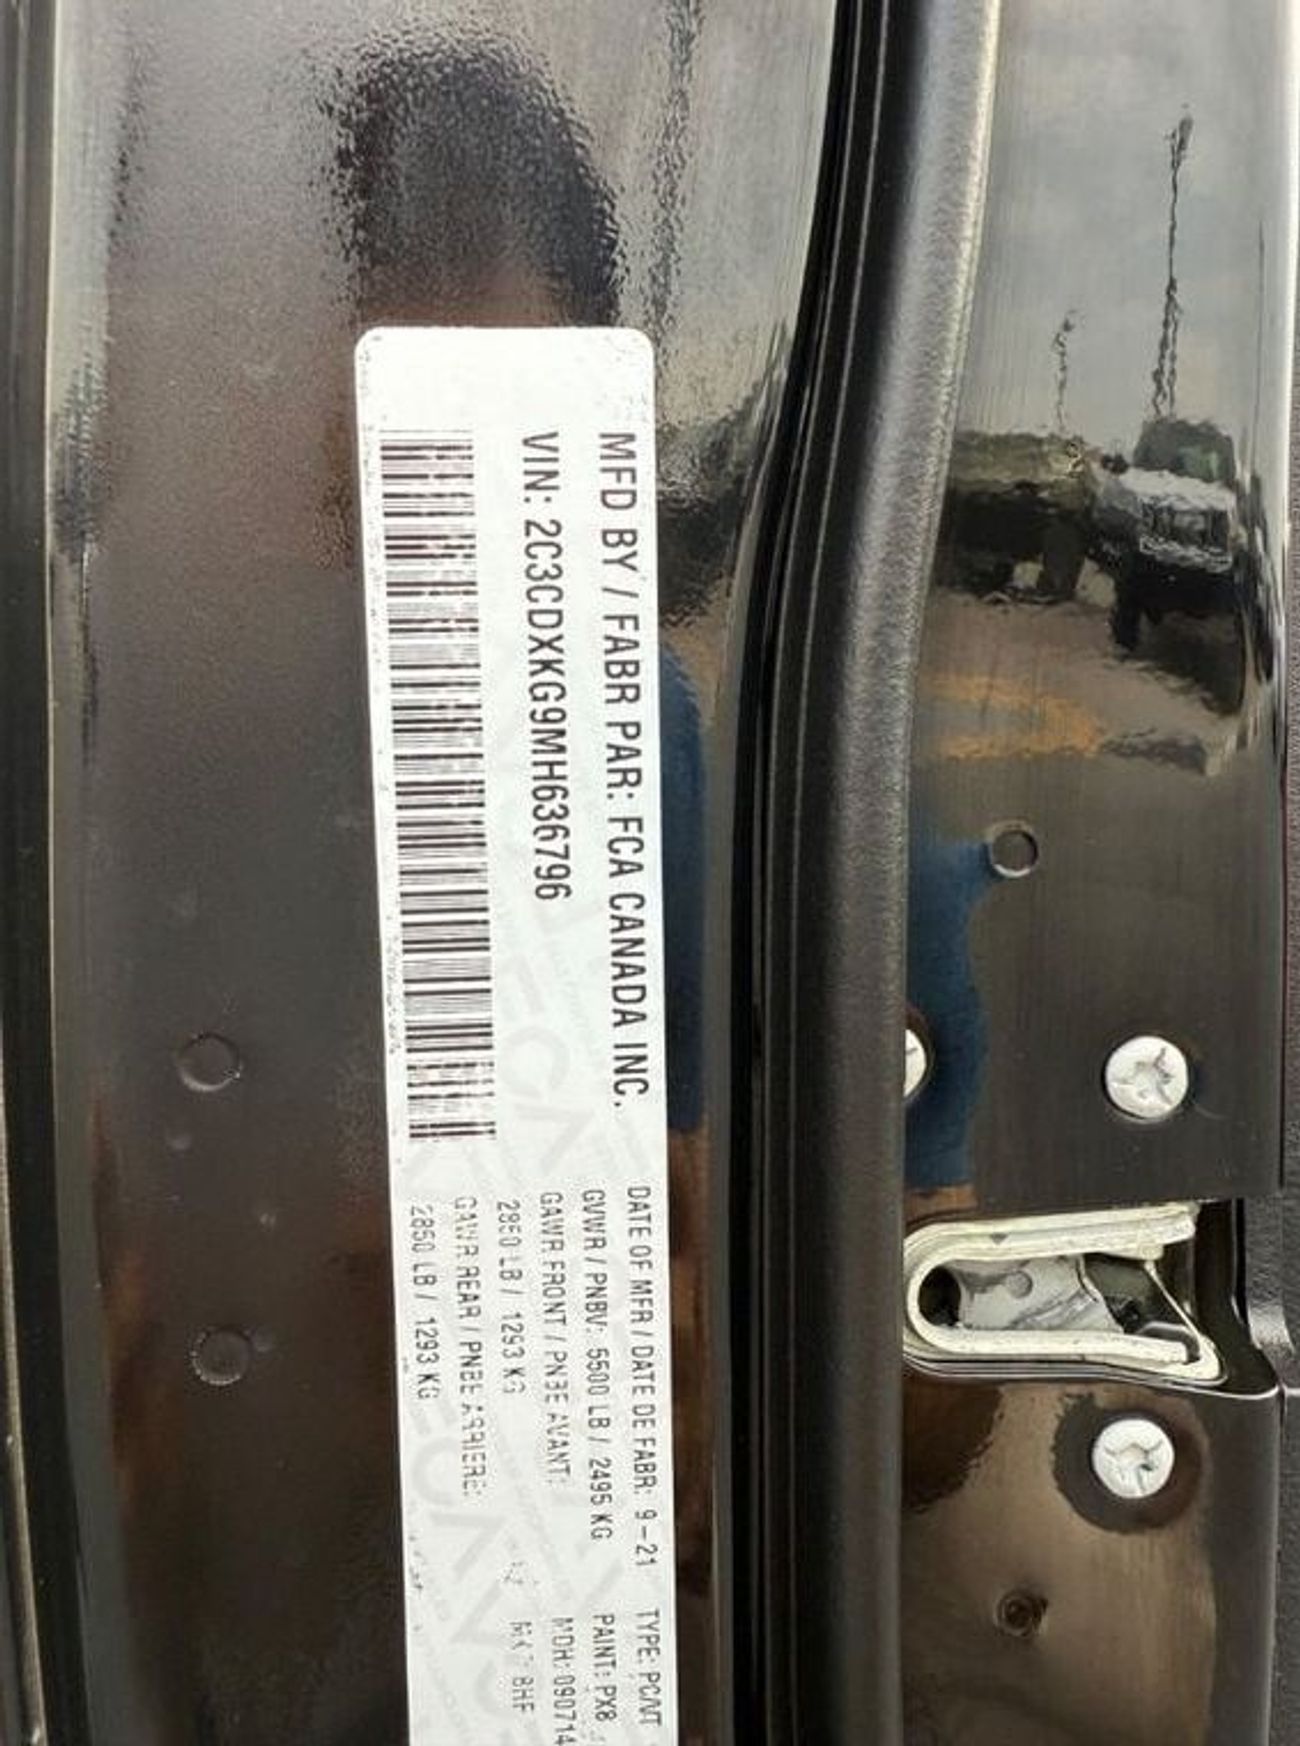 MFD BY / FABR PAR: FCA CANADA INC.
VIN: 2C3CDXKG9MH636796
DATE OF MFR / DATE DE FABR: 9-21
GVWR / PNBV: 5500 LB / 2495 KG
GAWR FRONT / PNBE AVANT:
2850 LB / 1293 KG
GAWR REAR / PNBE ARRIERE:
2850 LB / 1293 KG
TYPE: PC/VT
PAINT: PX8
MDH: 090714
BHF